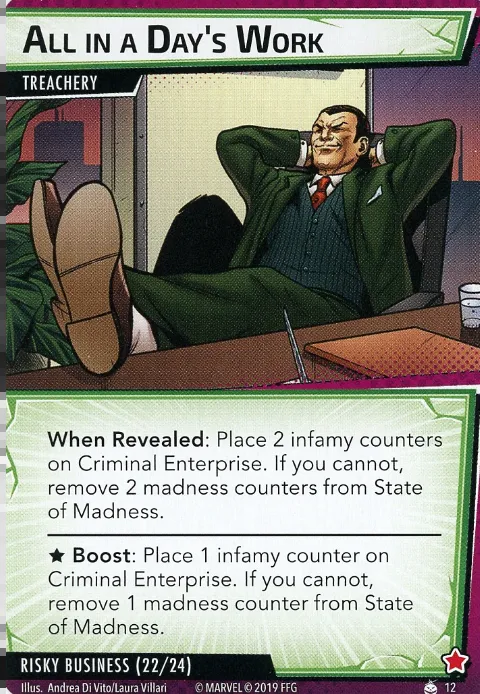 ALL IN A DAY'S WORK
TREACHERY
When Revealed: Place 2 infamy counters
on Criminal Enterprise. If you cannot,
remove 2 madness counters from State
of Madness.
★ Boost: Place 1 infamy counter on
Criminal Enterprise. If you cannot,
remove 1 madness counter from State
of Madness.
RISKY BUSINESS (22/24)
Illus. Andrea Di Vito/Laura Villari © MARVEL © 2019 FFG 12